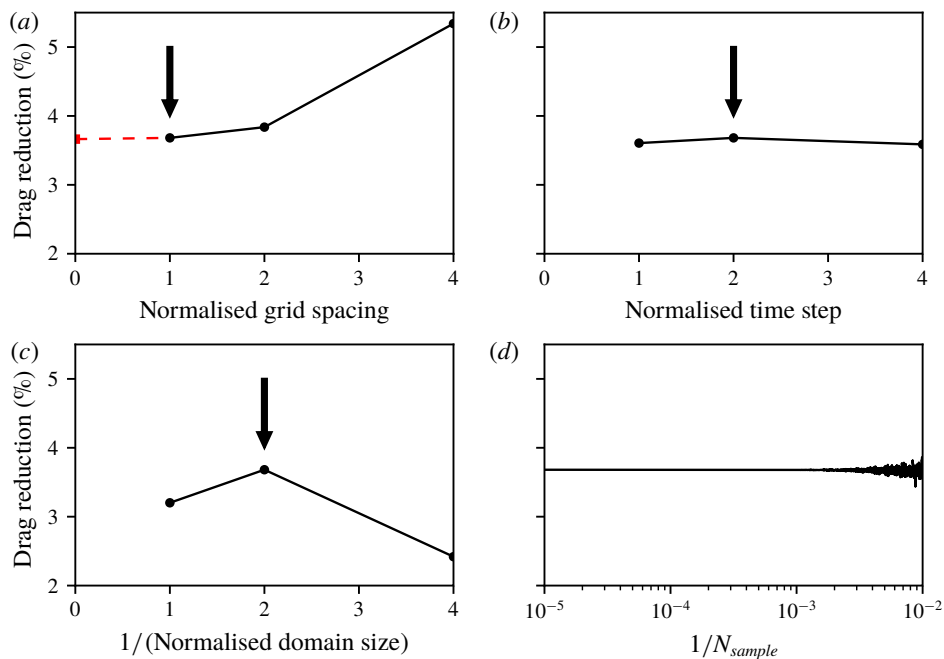 (a)
Drag reduction (%)
5
4
3
2
0 1 2 3 4
Normalised grid spacing
(b)
0 1 2 3 4
Normalised time step
(c)
Drag reduction (%)
5
4
3
2
0 1 2 3 4
1/(Normalised domain size)
(d)
10⁻⁵ 10⁻⁴ 10⁻³ 10⁻²
1/N_sample